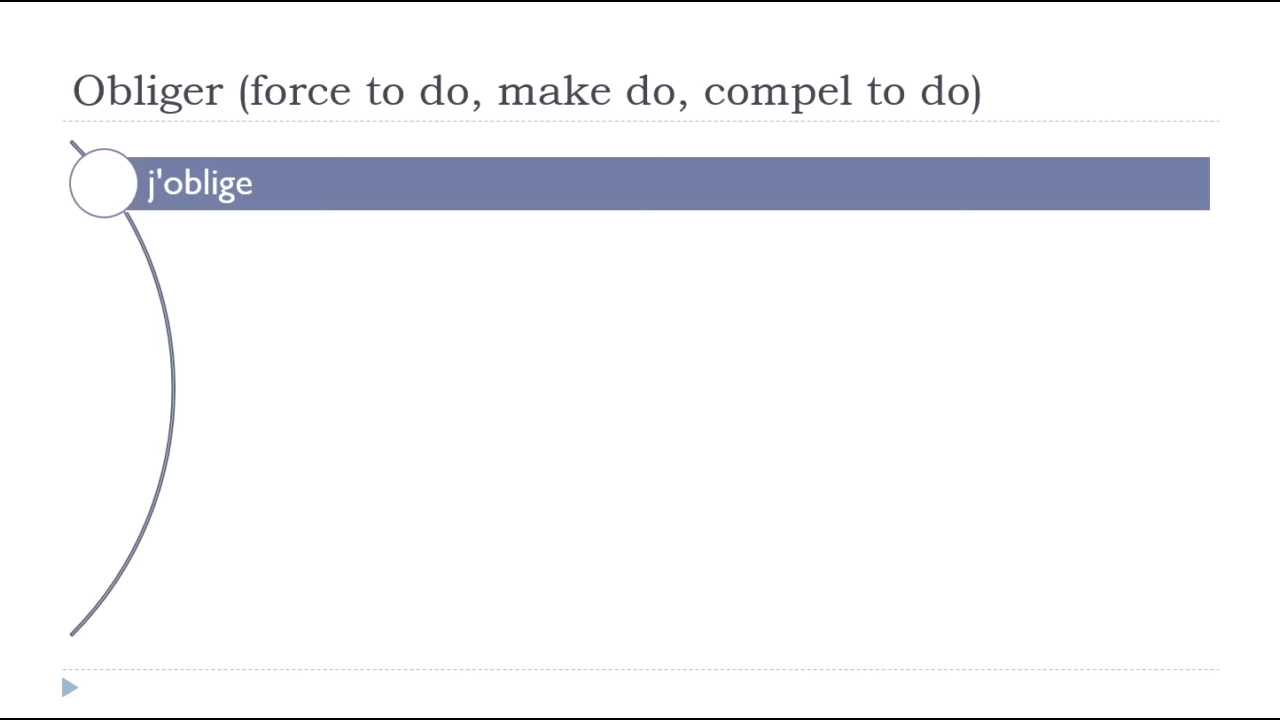 Obliger (force to do, make do, compel to do)
j'oblige